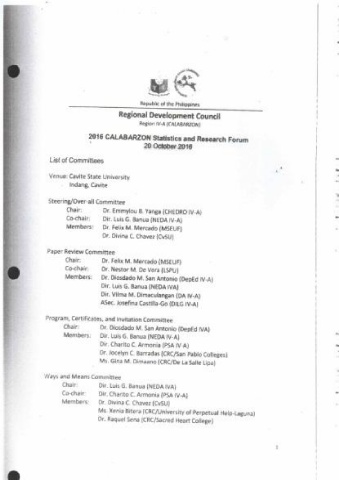 Republic of the Philippines
Regional Development Council
Region IV-A (CALABARZON)
2016 CALABARZON Statistics and Research Forum
20 October 2016
List of Committees
Venue: Cavite State University
Indang, Cavite
Steering/Over-all Committee
Chair: Dr. Emmylou B. Yanga (CHEDRO IV-A)
Co-chair: Dir. Luis G. Banua (NEDA IV-A)
Members: Dr. Felix M. Mercado (MSEUF)
Dr. Divina C. Chavez (CvSU)
Paper Review Committee
Chair: Dr. Felix M. Mercado (MSEUF)
Co-chair: Dr. Nestor M. De Vera (LSPU)
Members: Dr. Diosdado M. San Antonio (DepEd IV-A)
Dir. Luis G. Banua (NEDA IVA)
Dir. Vilma M. Dimaculangan (DA IV-A)
ASec. Josefina Castilla-Go (DILG IV-A)
Program, Certificates, and Invitation Committee
Chair: Dr. Diosdado M. San Antonio (DepEd IVA)
Members: Dir. Luis G. Banua (NEDA IV-A)
Dir. Charito C. Armonia (PSA IV-A)
Dr. Jocelyn C. Barradas (CRC/San Pablo Colleges)
Ms. Gina M. Dimaano (CRC/De La Salle Lipa)
Ways and Means Committee
Chair: Dir. Luis G. Banua (NEDA IVA)
Co-chair: Dir. Charito C. Armonia (PSA IV-A)
Members: Dr. Divina C. Chavez (CvSU)
Ms. Xenia Bitera (CRC/University of Perpetual Help-Laguna)
Dr. Raquel Sena (CRC/Sacred Heart College)
1